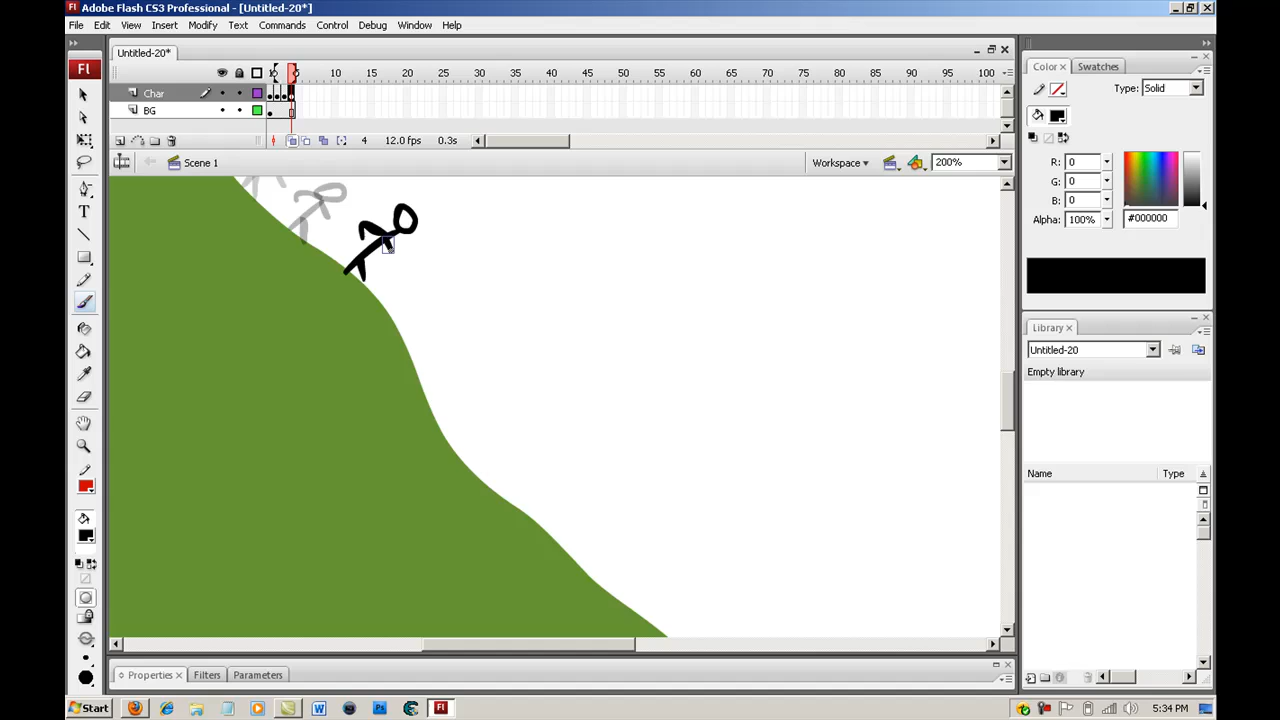 Adobe Flash CS3 Professional - [Untitled-20*]
File Edit View Insert Modify Text Commands Control Debug Window Help
Untitled-20*
5 10 15 20 25 30 35 40 45 50 55 60 65 70 75 80 85 90 95 100
Char
BG
4 12.0 fps 0.3s
Scene 1
Workspace
200%
Color Swatches
Type: Solid
R: 0
G: 0
B: 0
Alpha: 100%
#000000
Library
Untitled-20
Empty library
Name Type
Fl
T
Properties Filters Parameters
Start
Fl
5:34 PM